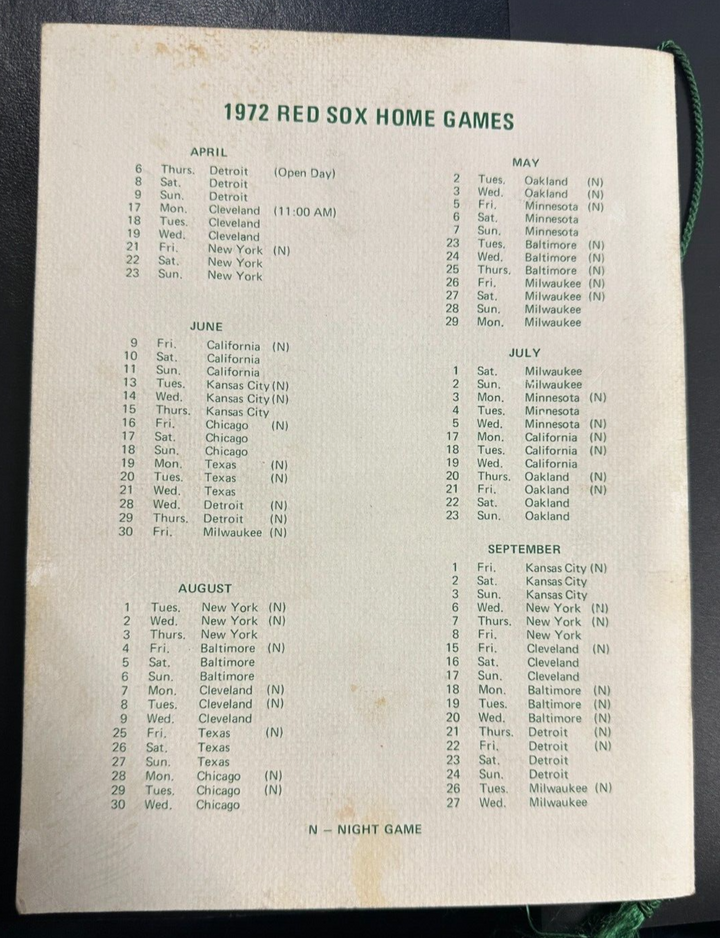 1972 RED SOX HOME GAMES
APRIL
6 Thurs. Detroit (Open Day)
8 Sat. Detroit
9 Sun. Detroit
17 Mon. Cleveland (11:00 AM)
18 Tues. Cleveland
19 Wed. Cleveland
21 Fri. New York (N)
22 Sat. New York
23 Sun. New York
MAY
2 Tues. Oakland (N)
3 Wed. Oakland (N)
5 Fri. Minnesota (N)
6 Sat. Minnesota
7 Sun. Minnesota
23 Tues. Baltimore (N)
24 Wed. Baltimore (N)
25 Thurs. Baltimore (N)
26 Fri. Milwaukee (N)
27 Sat. Milwaukee (N)
28 Sun. Milwaukee
29 Mon. Milwaukee
JUNE
9 Fri. California (N)
10 Sat. California
11 Sun. California
13 Tues. Kansas City (N)
14 Wed. Kansas City (N)
15 Thurs. Kansas City
16 Fri. Chicago (N)
17 Sat. Chicago
18 Sun. Chicago
19 Mon. Texas (N)
20 Tues. Texas (N)
21 Wed. Texas
28 Wed. Detroit (N)
29 Thurs. Detroit (N)
30 Fri. Milwaukee (N)
JULY
1 Sat. Milwaukee
2 Sun. Milwaukee
3 Mon. Minnesota (N)
4 Tues. Minnesota
5 Wed. Minnesota (N)
17 Mon. California (N)
18 Tues. California (N)
19 Wed. California
20 Thurs. Oakland (N)
21 Fri. Oakland (N)
22 Sat. Oakland
23 Sun. Oakland
AUGUST
1 Tues. New York (N)
2 Wed. New York (N)
3 Thurs. New York
4 Fri. Baltimore (N)
5 Sat. Baltimore
6 Sun. Baltimore
7 Mon. Cleveland (N)
8 Tues. Cleveland (N)
9 Wed. Cleveland
25 Fri. Texas (N)
26 Sat. Texas
27 Sun. Texas
28 Mon. Chicago (N)
29 Tues. Chicago (N)
30 Wed. Chicago
SEPTEMBER
1 Fri. Kansas City (N)
2 Sat. Kansas City
3 Sun. Kansas City
6 Wed. New York (N)
7 Thurs. New York (N)
8 Fri. New York
15 Fri. Cleveland (N)
16 Sat. Cleveland
17 Sun. Cleveland
18 Mon. Baltimore (N)
19 Tues. Baltimore (N)
20 Wed. Baltimore (N)
21 Thurs. Detroit (N)
22 Fri. Detroit (N)
23 Sat. Detroit
24 Sun. Detroit
26 Tues. Milwaukee (N)
27 Wed. Milwaukee
N – NIGHT GAME